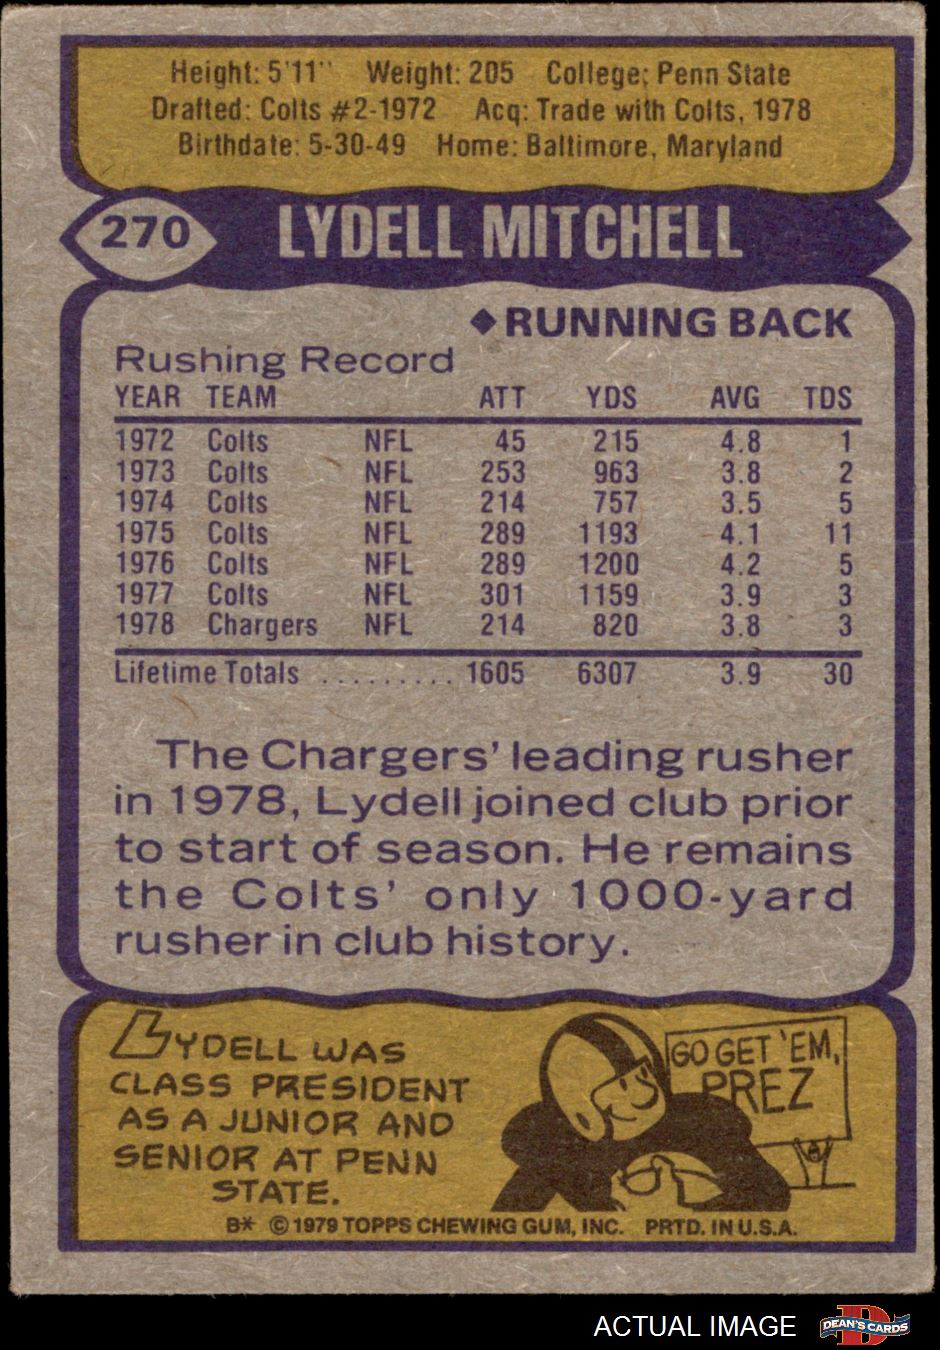 Height: 5'11" Weight: 205 College: Penn State
Drafted: Colts #2-1972 Acq: Trade with Colts, 1978
Birthdate: 5-30-49 Home: Baltimore, Maryland
270 LYDELL MITCHELL
◆RUNNING BACK
Rushing Record
YEAR TEAM ATT YDS AVG TDS
1972 Colts NFL 45 215 4.8 1
1973 Colts NFL 253 963 3.8 2
1974 Colts NFL 214 757 3.5 5
1975 Colts NFL 289 1193 4.1 11
1976 Colts NFL 289 1200 4.2 5
1977 Colts NFL 301 1159 3.9 3
1978 Chargers NFL 214 820 3.8 3
Lifetime Totals ......... 1605 6307 3.9 30
The Chargers' leading rusher
in 1978, Lydell joined club prior
to start of season. He remains
the Colts' only 1000-yard
rusher in club history.
LYDELL WAS
CLASS PRESIDENT
AS A JUNIOR AND
SENIOR AT PENN
STATE.
GO GET 'EM,
PREZ
B* © 1979 TOPPS CHEWING GUM, INC. PRTD. IN U.S.A.
ACTUAL IMAGE DEAN'S CARDS